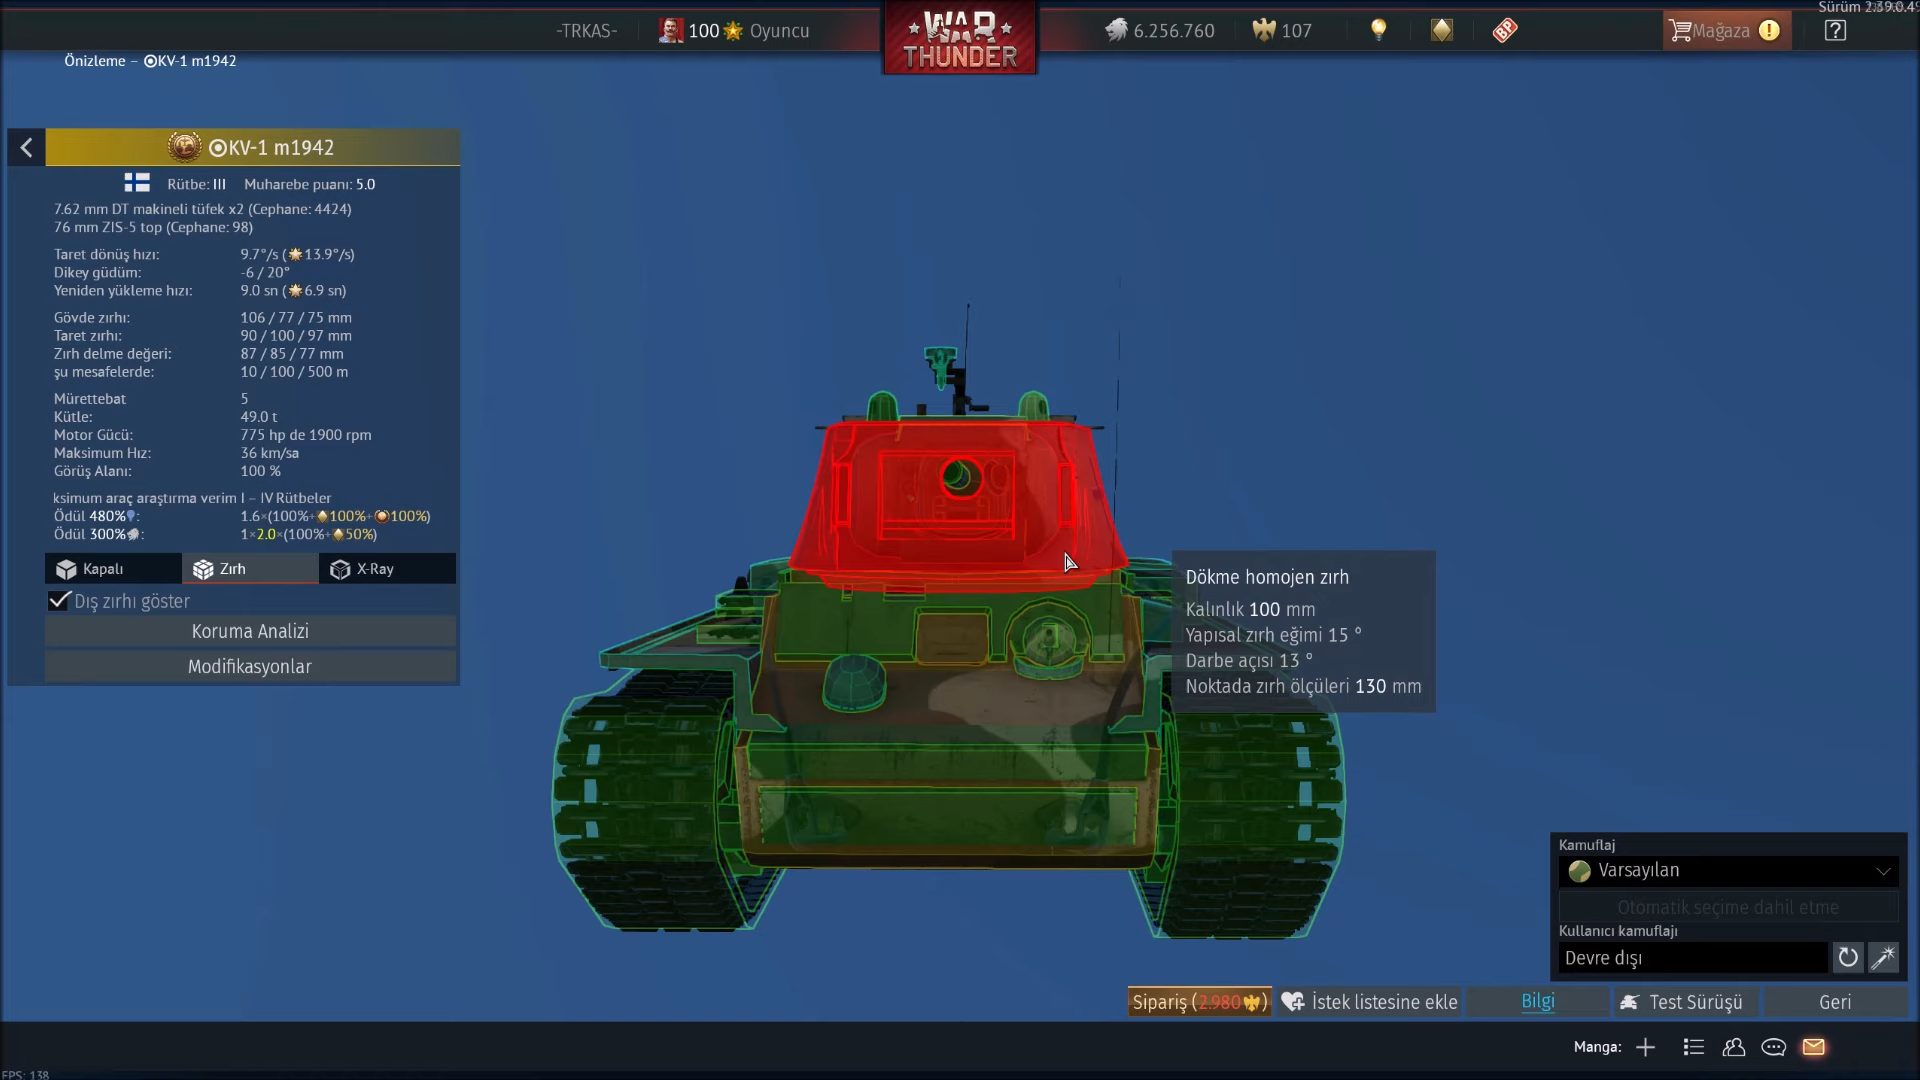 Sürüm 2.39.0.4
-TRKAS-
100 Oyuncu
WAR
THUNDER
6.256.760
107
BP
Mağaza
Önizleme – KV-1 m1942
KV-1 m1942
Rütbe: III Muharebe puanı: 5.0
7.62 mm DT makineli tüfek x2 (Cephane: 4424)
76 mm ZIS-5 top (Cephane: 98)
Taret dönüş hızı: 9.7°/s (13.9°/s)
Dikey güdüm: -6 / 20°
Yeniden yükleme hızı: 9.0 sn (6.9 sn)
Gövde zırhı: 106 / 77 / 75 mm
Taret zırhı: 90 / 100 / 97 mm
Zırh delme değeri: 87 / 85 / 77 mm
şu mesafelerde: 10 / 100 / 500 m
Mürettebat 5
Kütle: 49.0 t
Motor Gücü: 775 hp de 1900 rpm
Maksimum Hız: 36 km/sa
Görüş Alanı: 100 %
ksimum araç araştırma verim I – IV Rütbeler
Ödül 480%: 1.6×(100%+100%+100%)
Ödül 300%: 1×2.0×(100%+50%)
Kapalı Zırh X-Ray
Dış zırhı göster
Koruma Analizi
Modifikasyonlar
Dökme homojen zırh
Kalınlık 100 mm
Yapısal zırh eğimi 15 °
Darbe açısı 13 °
Noktada zırh ölçüleri 130 mm
Kamuflaj
Varsayılan
Otomatik seçime dahil etme
Kullanıcı kamuflajı
Devre dışı
Sipariş (2.980) İstek listesine ekle Bilgi Test Sürüşü Geri
Manga:
FPS: 138